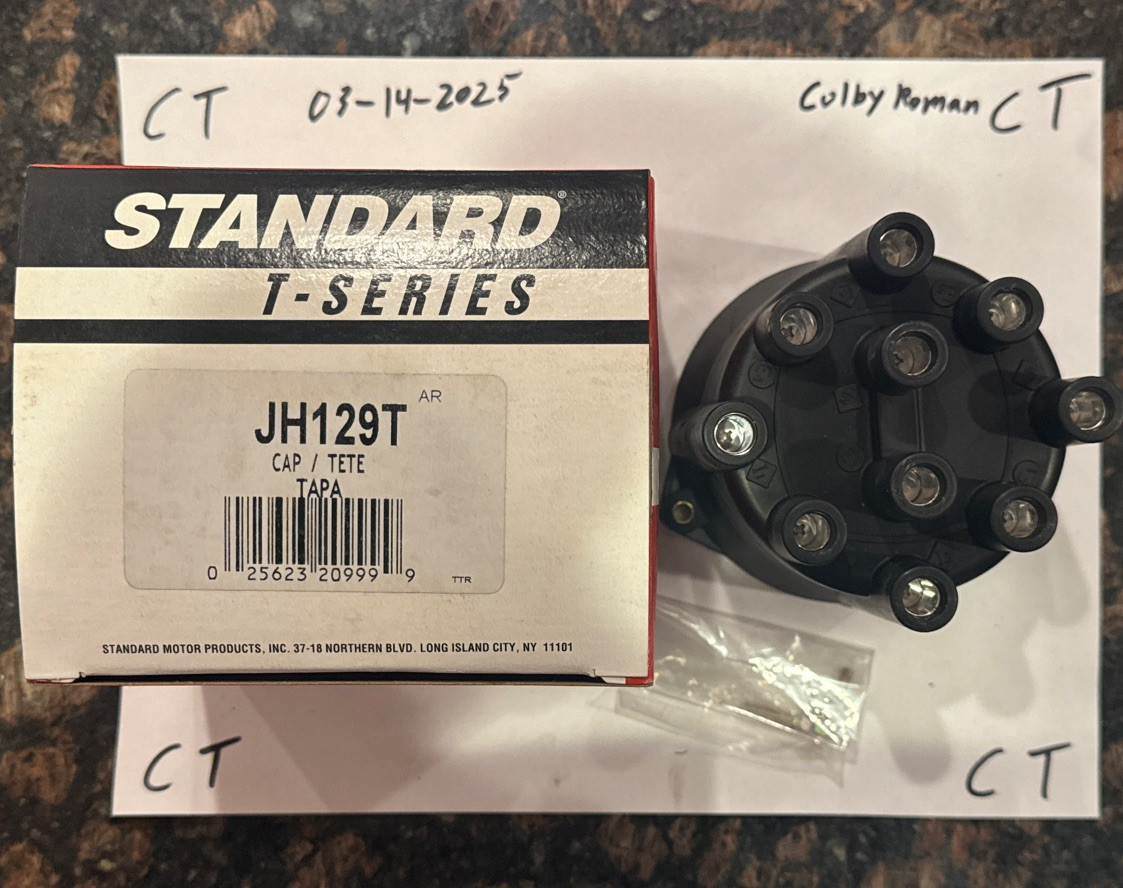 CT 03-14-2025 Colby Roman CT
STANDARD®
T-SERIES
AR
JH129T
CAP / TETE
TAPA
0 25623 20999 9
TTR
STANDARD MOTOR PRODUCTS, INC. 37-18 NORTHERN BLVD. LONG ISLAND CITY, NY 11101
CT CT